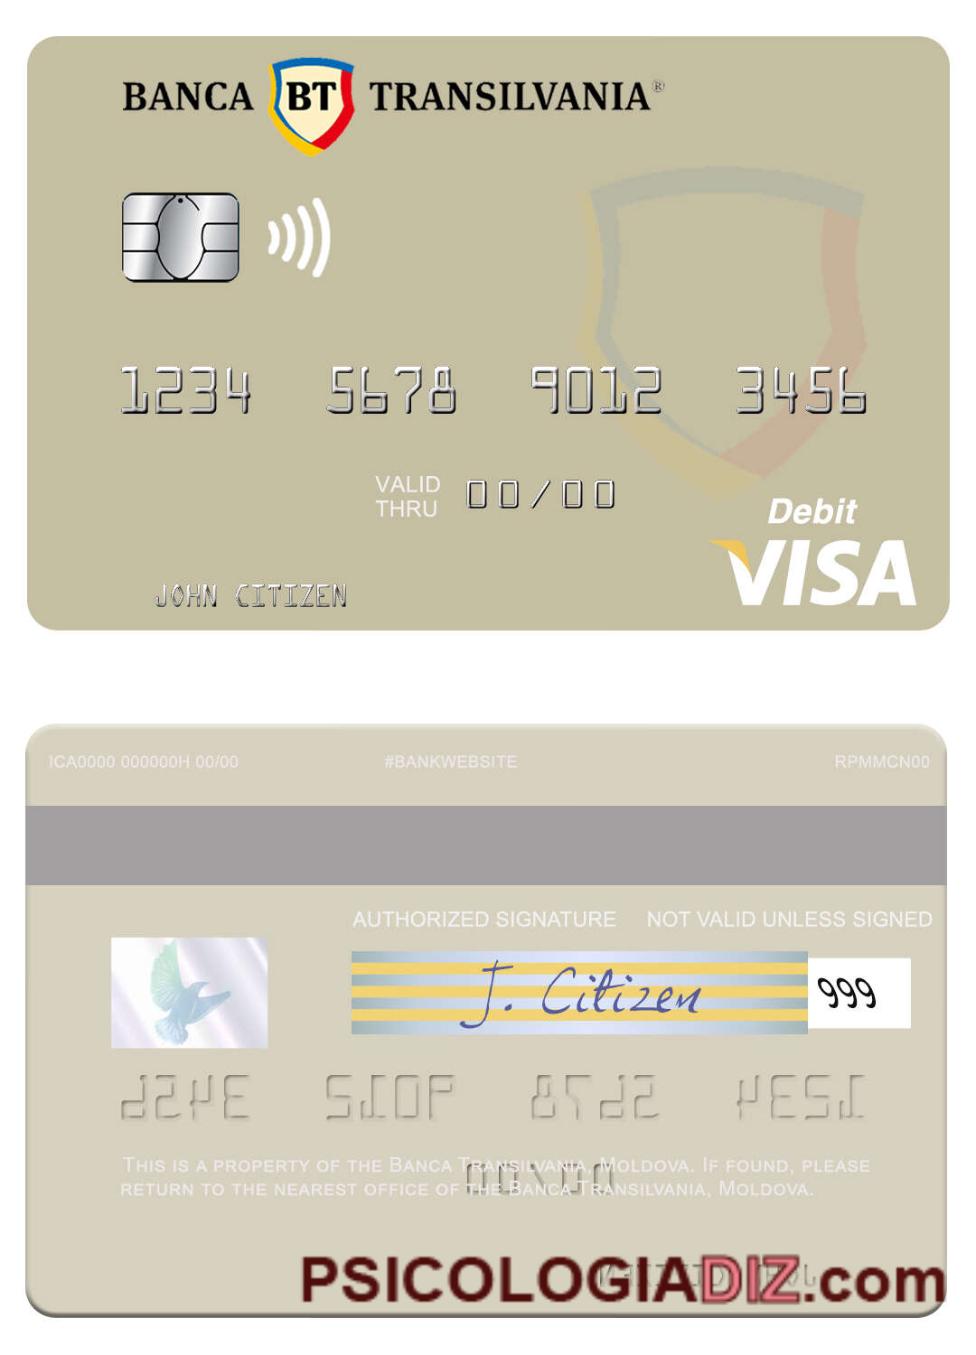 BANCA BT TRANSILVANIA®
1234 5678 9012 3456
VALID
THRU 00/00
Debit
VISA
JOHN CITIZEN
ICA0000 000000H 00/00 #BANKWEBSITE RPMMCN00
AUTHORIZED SIGNATURE NOT VALID UNLESS SIGNED
J. Citizen 999
THIS IS A PROPERTY OF THE BANCA TRANSILVANIA, MOLDOVA. IF FOUND, PLEASE
RETURN TO THE NEAREST OFFICE OF THE BANCA TRANSILVANIA, MOLDOVA.
PSICOLOGIADIZ.com